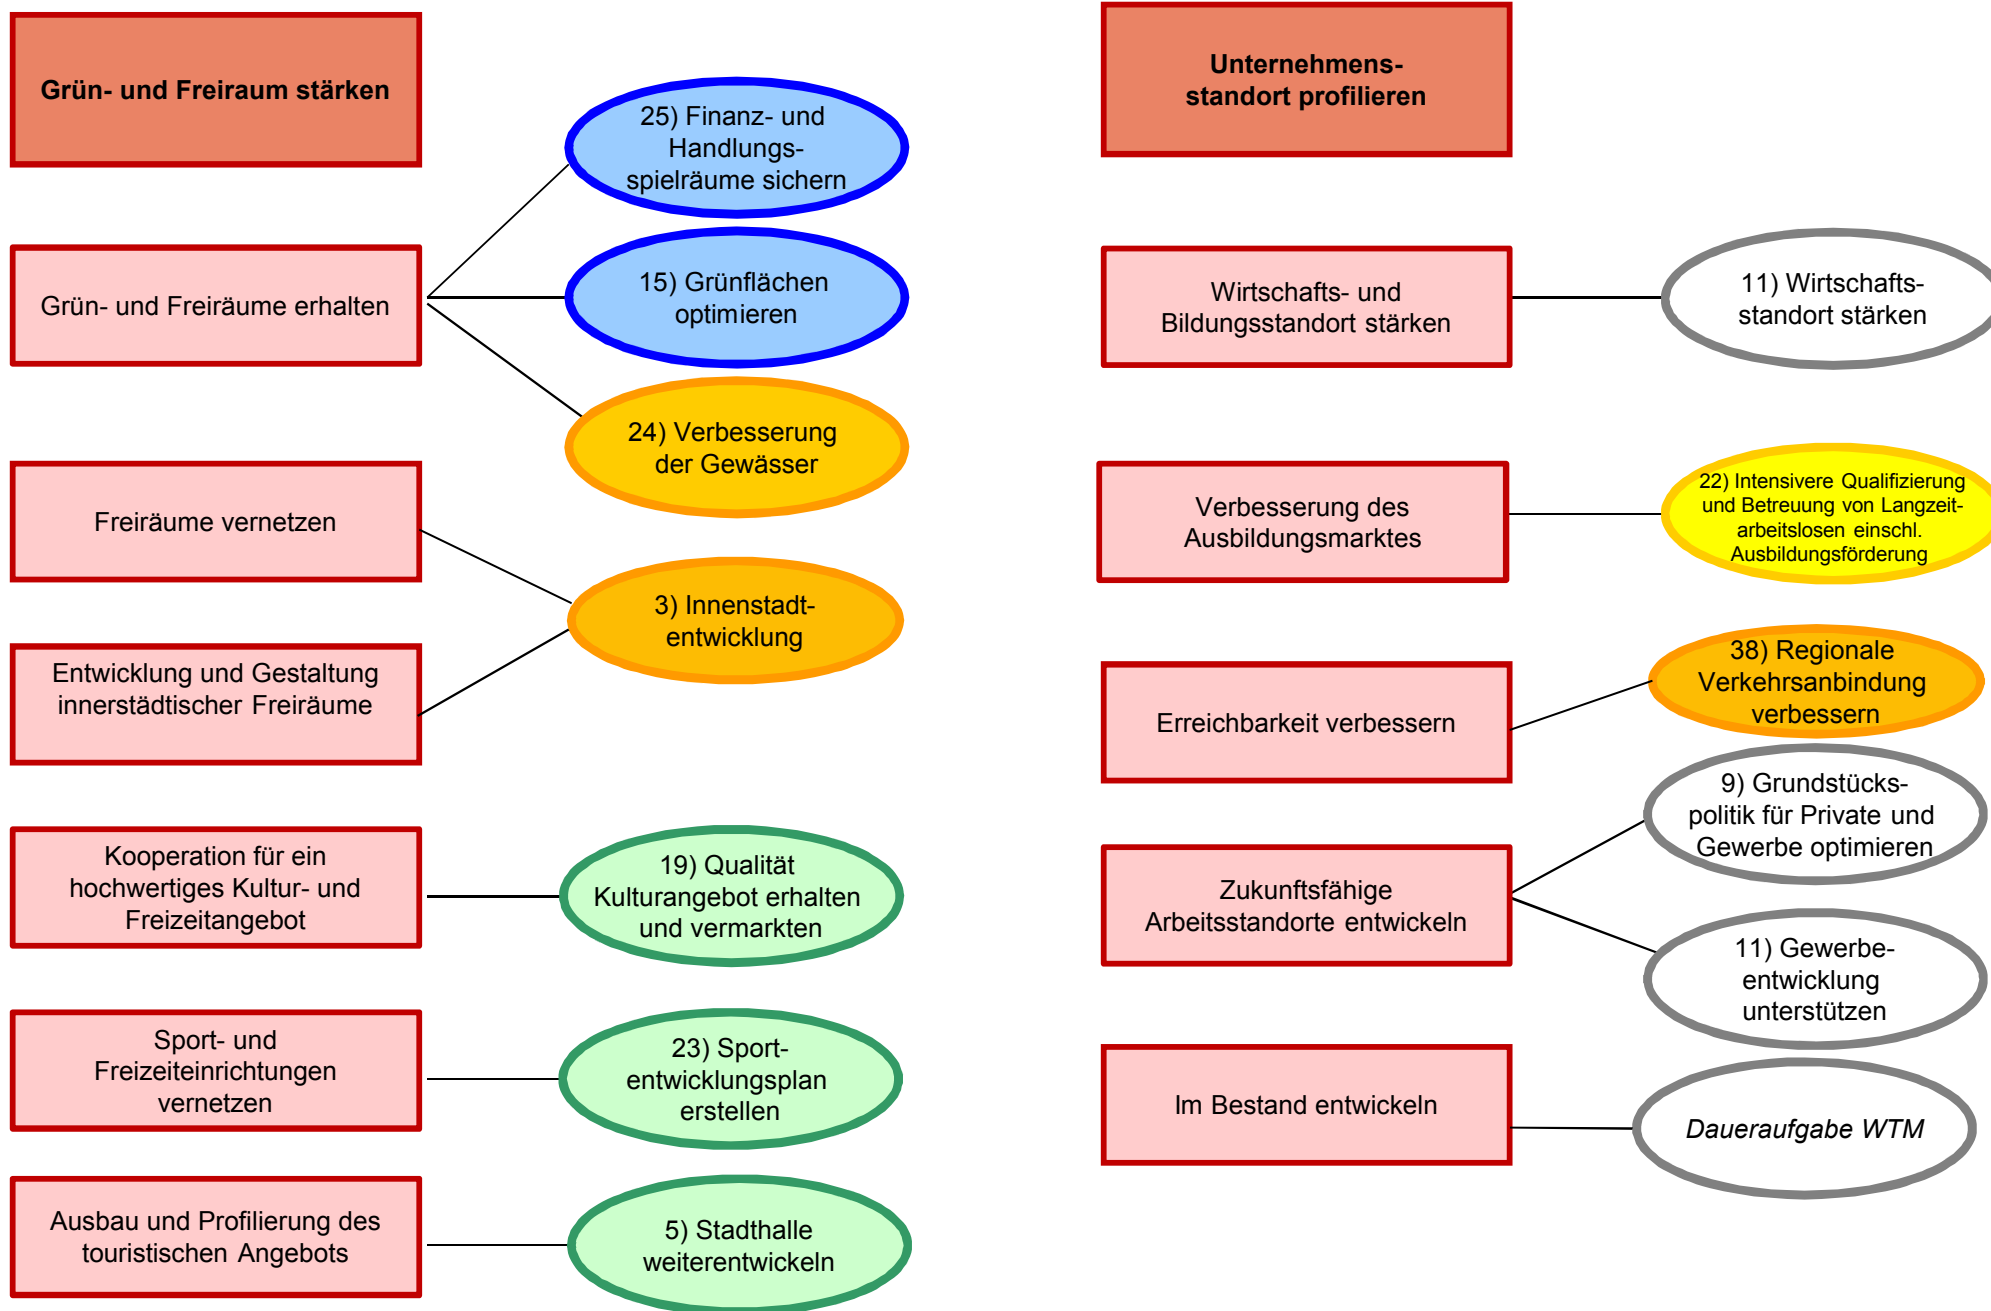 Grün- und Freiraum stärken
25) Finanz- und
Handlungs-
spielräume sichern
Grün- und Freiräume erhalten
15) Grünflächen
optimieren
24) Verbesserung
der Gewässer
Freiräume vernetzen
3) Innenstadt-
entwicklung
Entwicklung und Gestaltung
innerstädtischer Freiräume
Kooperation für ein
hochwertiges Kultur- und
Freizeitangebot
19) Qualität
Kulturangebot erhalten
und vermarkten
Sport- und
Freizeiteinrichtungen
vernetzen
23) Sport-
entwicklungsplan
erstellen
Ausbau und Profilierung des
touristischen Angebots
5) Stadthalle
weiterentwickeln
Unternehmens-
standort profilieren
Wirtschafts- und
Bildungsstandort stärken
11) Wirtschafts-
standort stärken
Verbesserung des
Ausbildungsmarktes
22) Intensivere Qualifizierung
und Betreuung von Langzeit-
arbeitslosen einschl.
Ausbildungsförderung
Erreichbarkeit verbessern
38) Regionale
Verkehrsanbindung
verbessern
Zukunftsfähige
Arbeitsstandorte entwickeln
9) Grundstücks-
politik für Private und
Gewerbe optimieren
11) Gewerbe-
entwicklung
unterstützen
Im Bestand entwickeln
Daueraufgabe WTM